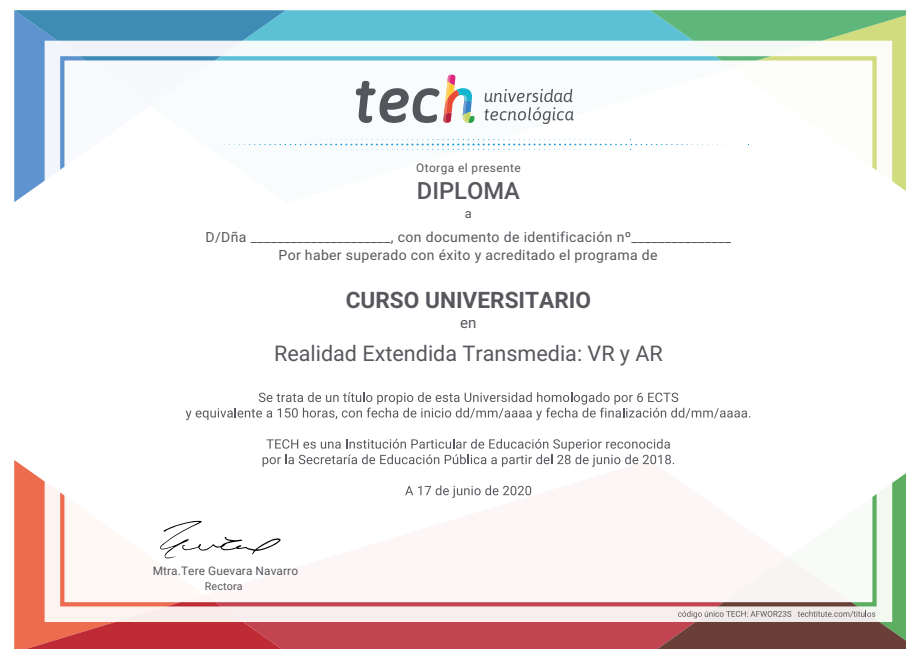 tech universidad
tecnológica
Otorga el presente
DIPLOMA
a
D/Dña ______________________, con documento de identificación nº_______________
Por haber superado con éxito y acreditado el programa de
CURSO UNIVERSITARIO
en
Realidad Extendida Transmedia: VR y AR
Se trata de un título propio de esta Universidad homologado por 6 ECTS
y equivalente a 150 horas, con fecha de inicio dd/mm/aaaa y fecha de finalización dd/mm/aaaa.
TECH es una Institución Particular de Educación Superior reconocida
por la Secretaría de Educación Pública a partir del 28 de junio de 2018.
A 17 de junio de 2020
Mtra.Tere Guevara Navarro
Rectora
código único TECH: AFWOR23S techtitute.com/titulos